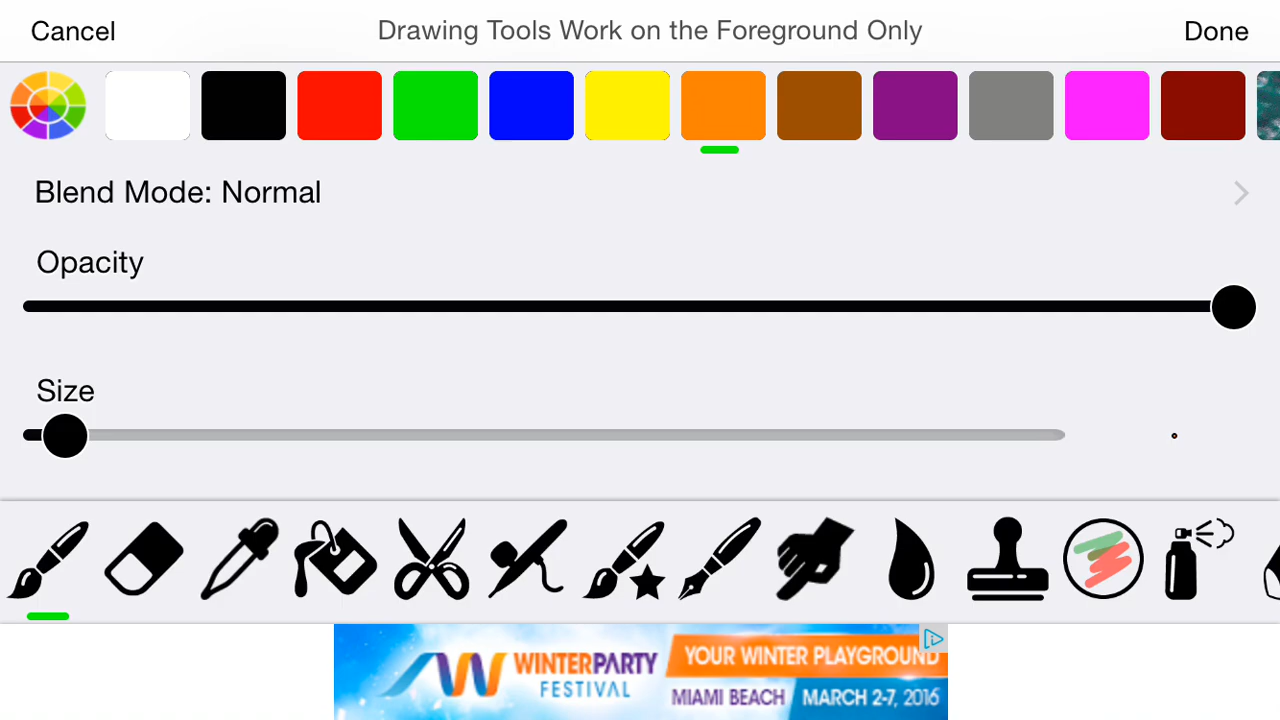 Cancel
Drawing Tools Work on the Foreground Only
Done
Blend Mode: Normal
Opacity
Size
WINTERPARTY
FESTIVAL
YOUR WINTER PLAYGROUND
MIAMI BEACH
MARCH 2-7, 2016